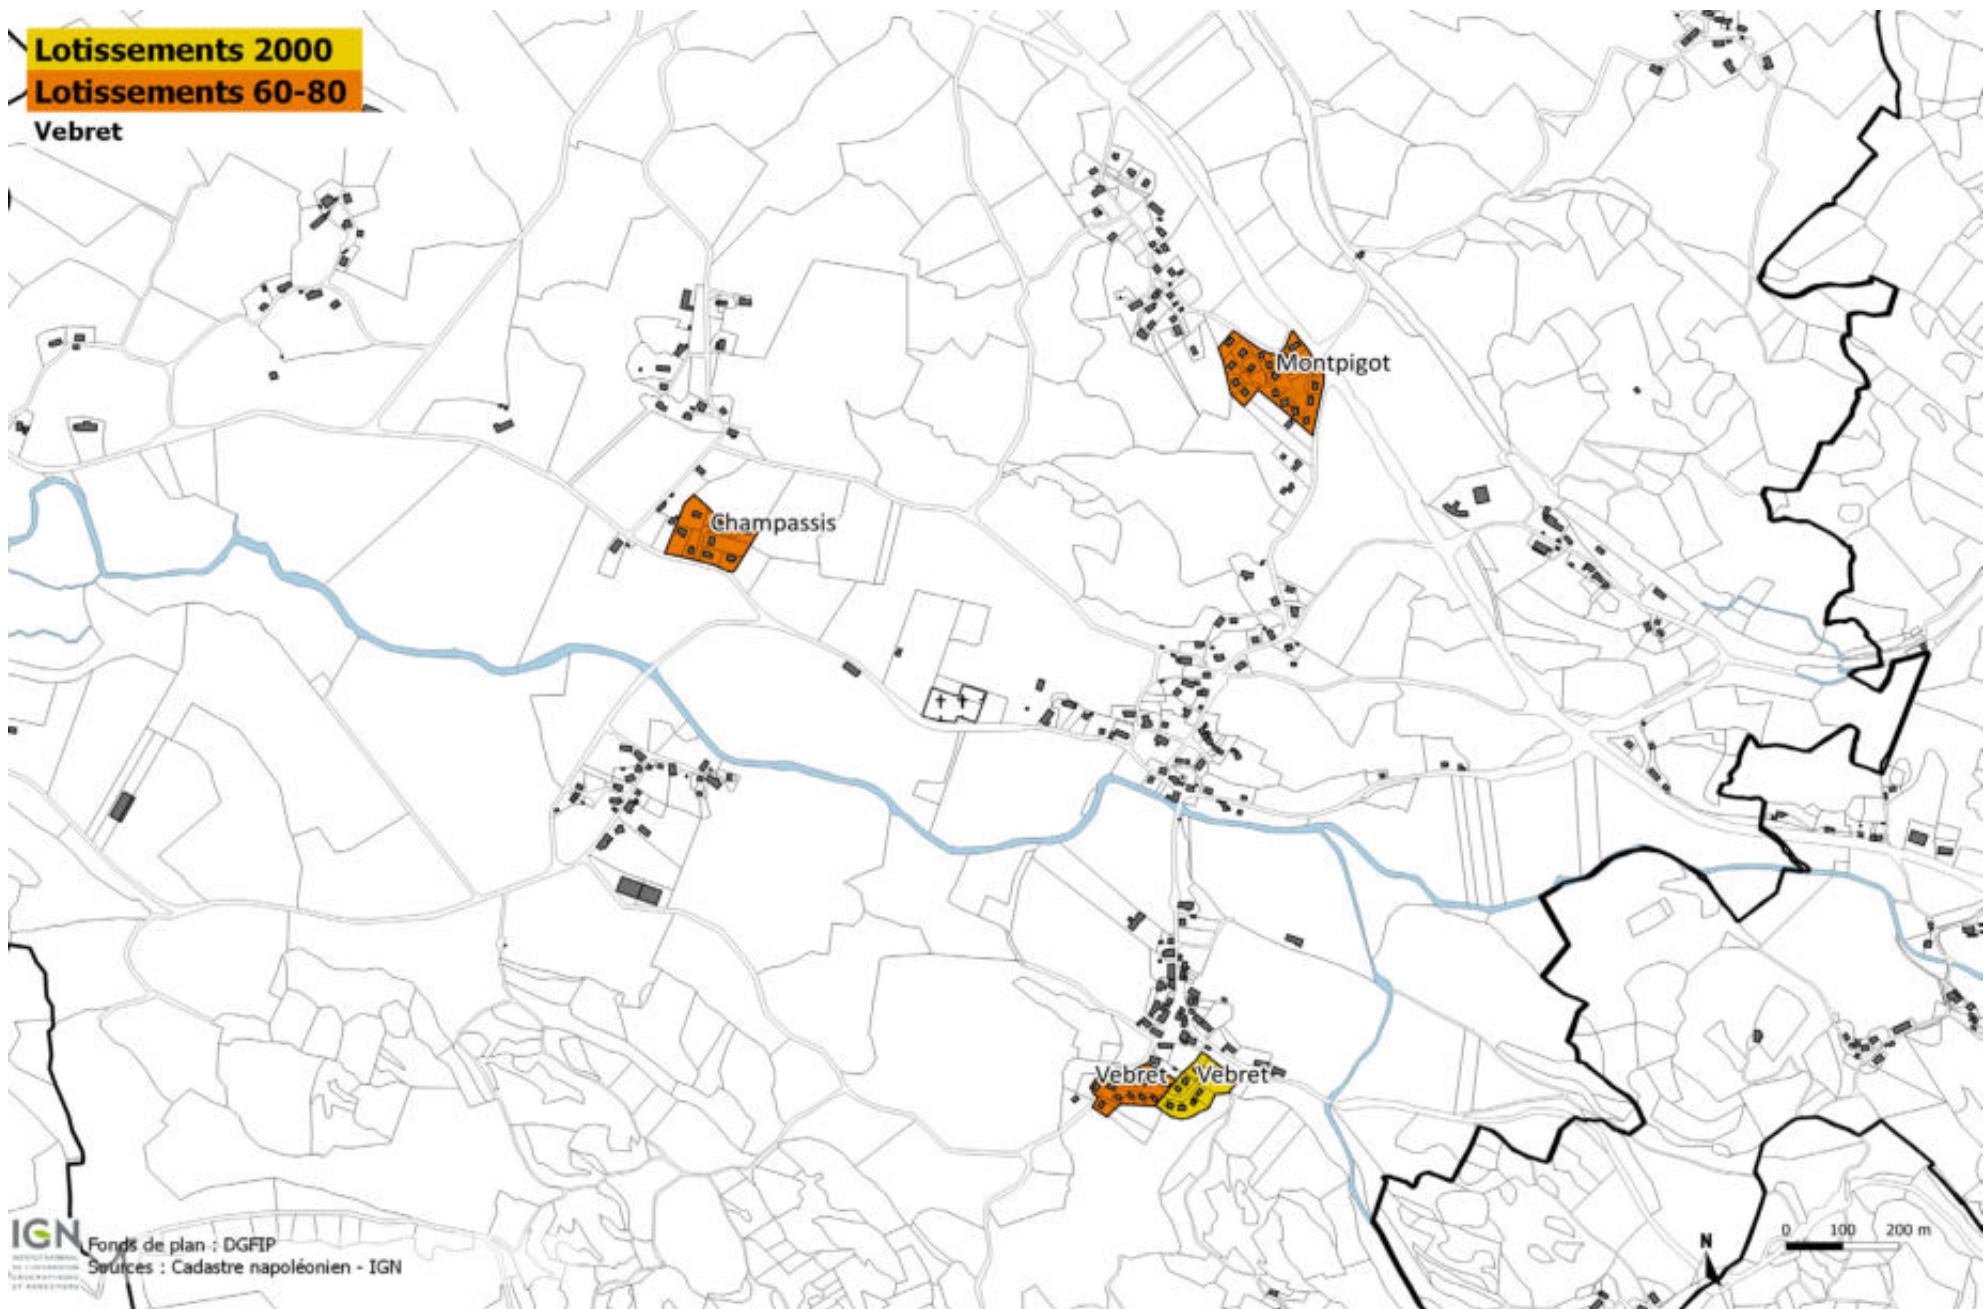 Lotissements 2000
Lotissements 60-80
Vebret
Montpigot
Champassis
Vebret
Vebret
IGN
Fonds de plan : DGFIP
Sources : Cadastre napoléonien - IGN
N
0 100 200 m